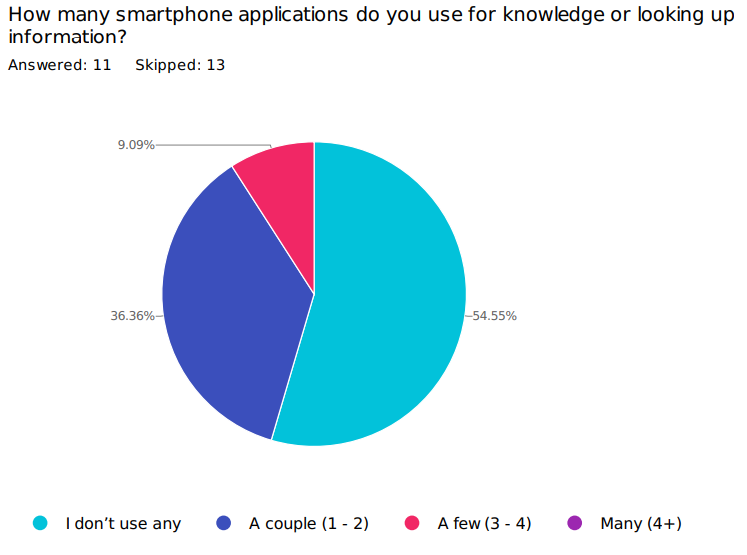 How many smartphone applications do you use for knowledge or looking up
information?
Answered: 11 Skipped: 13
9.09%
36.36%
54.55%
I don’t use any
A couple (1 - 2)
A few (3 - 4)
Many (4+)